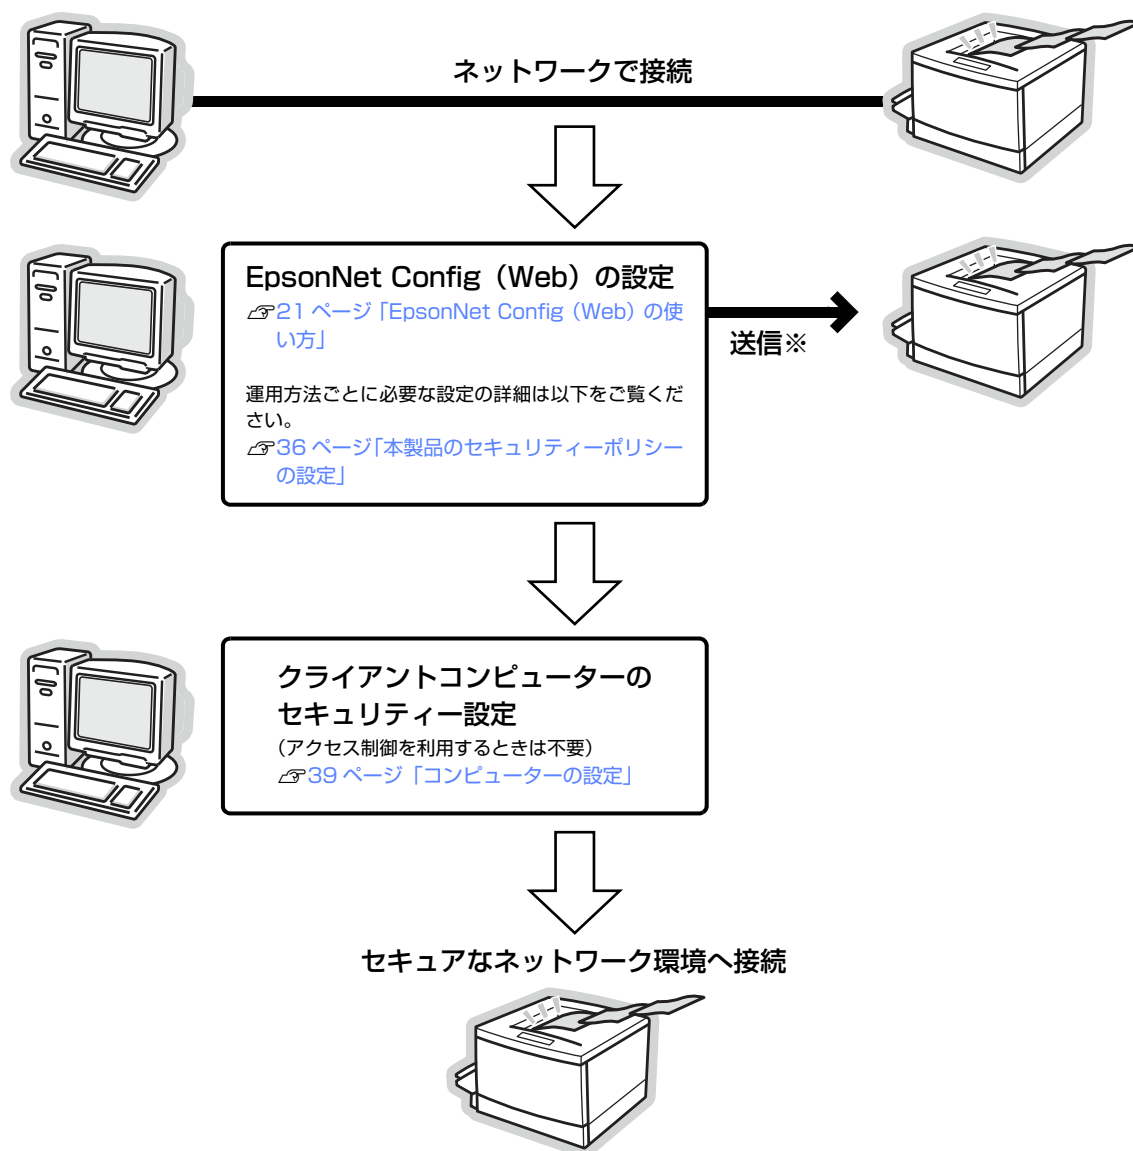 ネットワークで接続
EpsonNet Config（Web）の設定
☞21 ページ「EpsonNet Config（Web）の使
い方」
送信※
運用方法ごとに必要な設定の詳細は以下をご覧くだ
さい。
☞36 ページ「本製品のセキュリティーポリシー
の設定」
クライアントコンピューターの
セキュリティー設定
（アクセス制御を利用するときは不要）
☞39 ページ「コンピューターの設定」
セキュアなネットワーク環境へ接続